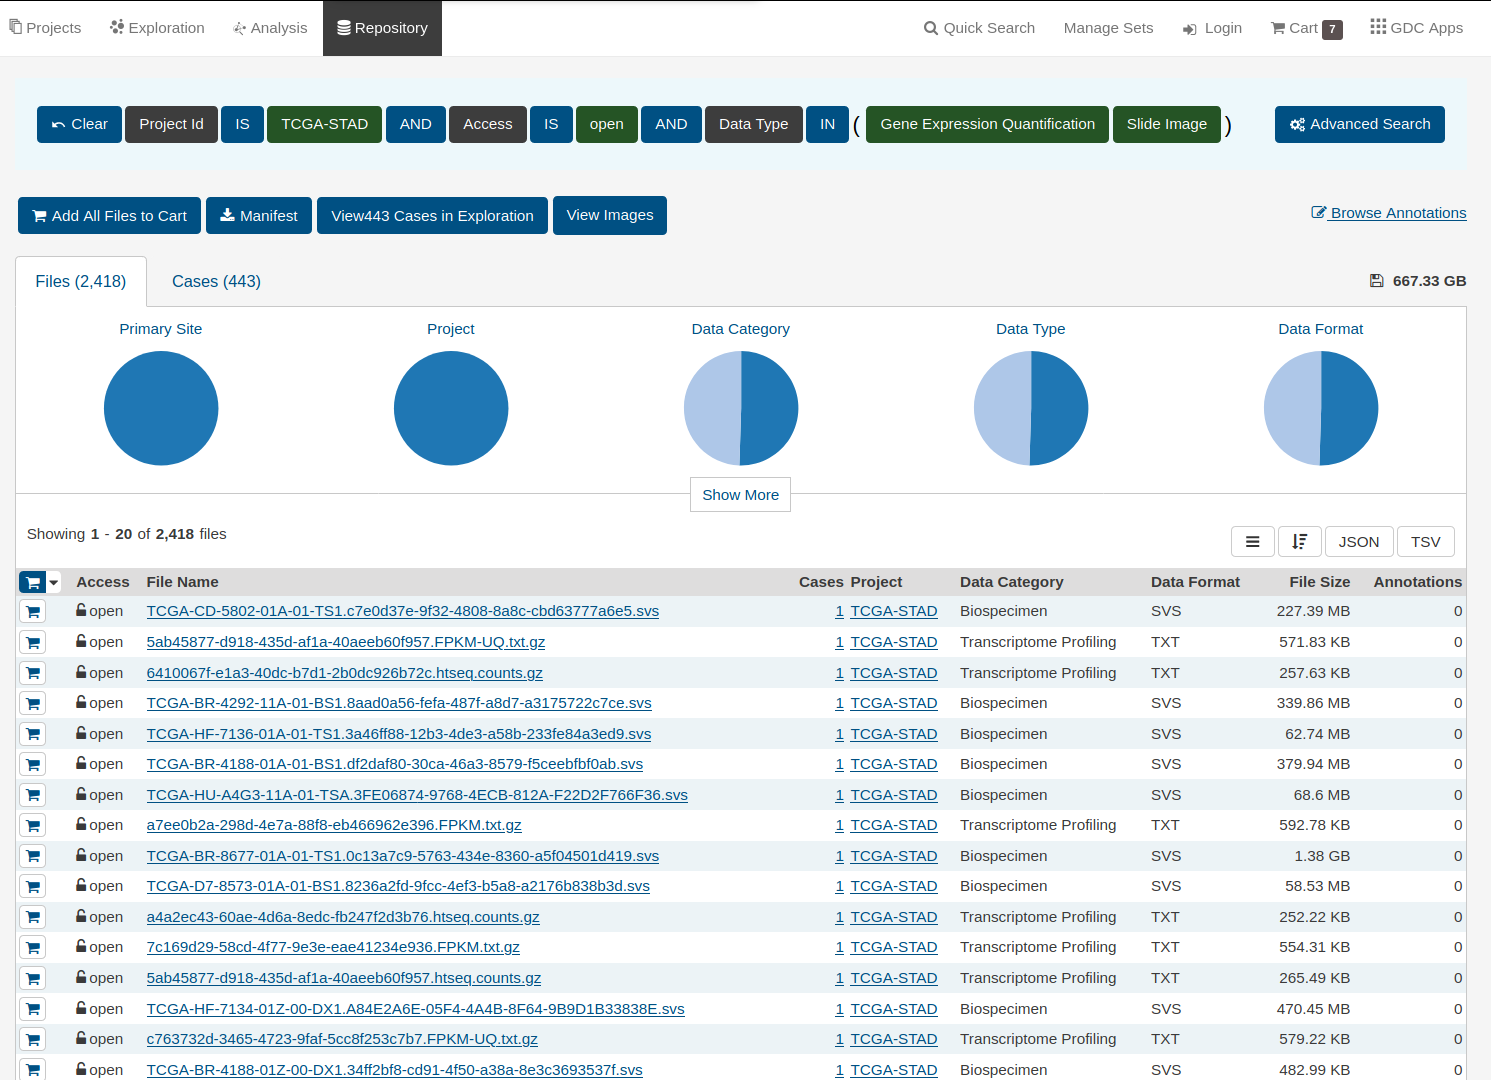 Projects Exploration Analysis Repository Quick Search Manage Sets Login Cart 7 GDC Apps
Clear Project Id IS TCGA-STAD AND Access IS open AND Data Type IN ( Gene Expression Quantification Slide Image ) Advanced Search
Add All Files to Cart Manifest View443 Cases in Exploration View Images Browse Annotations
Files (2,418) Cases (443) 667.33 GB
Primary Site Project Data Category Data Type Data Format
Show More
Showing 1 - 20 of 2,418 files
JSON TSV
Access File Name Cases Project Data Category Data Format File Size Annotations
open TCGA-CD-5802-01A-01-TS1.c7e0d37e-9f32-4808-8a8c-cbd63777a6e5.svs 1 TCGA-STAD Biospecimen SVS 227.39 MB 0
open 5ab45877-d918-435d-af1a-40aeeb60f957.FPKM-UQ.txt.gz 1 TCGA-STAD Transcriptome Profiling TXT 571.83 KB 0
open 6410067f-e1a3-40dc-b7d1-2b0dc926b72c.htseq.counts.gz 1 TCGA-STAD Transcriptome Profiling TXT 257.63 KB 0
open TCGA-BR-4292-11A-01-BS1.8aad0a56-fefa-487f-a8d7-a3175722c7ce.svs 1 TCGA-STAD Biospecimen SVS 339.86 MB 0
open TCGA-HF-7136-01A-01-TS1.3a46ff88-12b3-4de3-a58b-233fe84a3ed9.svs 1 TCGA-STAD Biospecimen SVS 62.74 MB 0
open TCGA-BR-4188-01A-01-BS1.df2daf80-30ca-46a3-8579-f5ceebfbf0ab.svs 1 TCGA-STAD Biospecimen SVS 379.94 MB 0
open TCGA-HU-A4G3-11A-01-TSA.3FE06874-9768-4ECB-812A-F22D2F766F36.svs 1 TCGA-STAD Biospecimen SVS 68.6 MB 0
open a7ee0b2a-298d-4e7a-88f8-eb466962e396.FPKM.txt.gz 1 TCGA-STAD Transcriptome Profiling TXT 592.78 KB 0
open TCGA-BR-8677-01A-01-TS1.0c13a7c9-5763-434e-8360-a5f04501d419.svs 1 TCGA-STAD Biospecimen SVS 1.38 GB 0
open TCGA-D7-8573-01A-01-BS1.8236a2fd-9fcc-4ef3-b5a8-a2176b838b3d.svs 1 TCGA-STAD Biospecimen SVS 58.53 MB 0
open a4a2ec43-60ae-4d6a-8edc-fb247f2d3b76.htseq.counts.gz 1 TCGA-STAD Transcriptome Profiling TXT 252.22 KB 0
open 7c169d29-58cd-4f77-9e3e-eae41234e936.FPKM.txt.gz 1 TCGA-STAD Transcriptome Profiling TXT 554.31 KB 0
open 5ab45877-d918-435d-af1a-40aeeb60f957.htseq.counts.gz 1 TCGA-STAD Transcriptome Profiling TXT 265.49 KB 0
open TCGA-HF-7134-01Z-00-DX1.A84E2A6E-05F4-4A4B-8F64-9B9D1B33838E.svs 1 TCGA-STAD Biospecimen SVS 470.45 MB 0
open c763732d-3465-4723-9faf-5cc8f253c7b7.FPKM-UQ.txt.gz 1 TCGA-STAD Transcriptome Profiling TXT 579.22 KB 0
open TCGA-BR-4188-01Z-00-DX1.34ff2bf8-cd91-4f50-a38a-8e3c3693537f.svs 1 TCGA-STAD Biospecimen SVS 482.99 KB 0